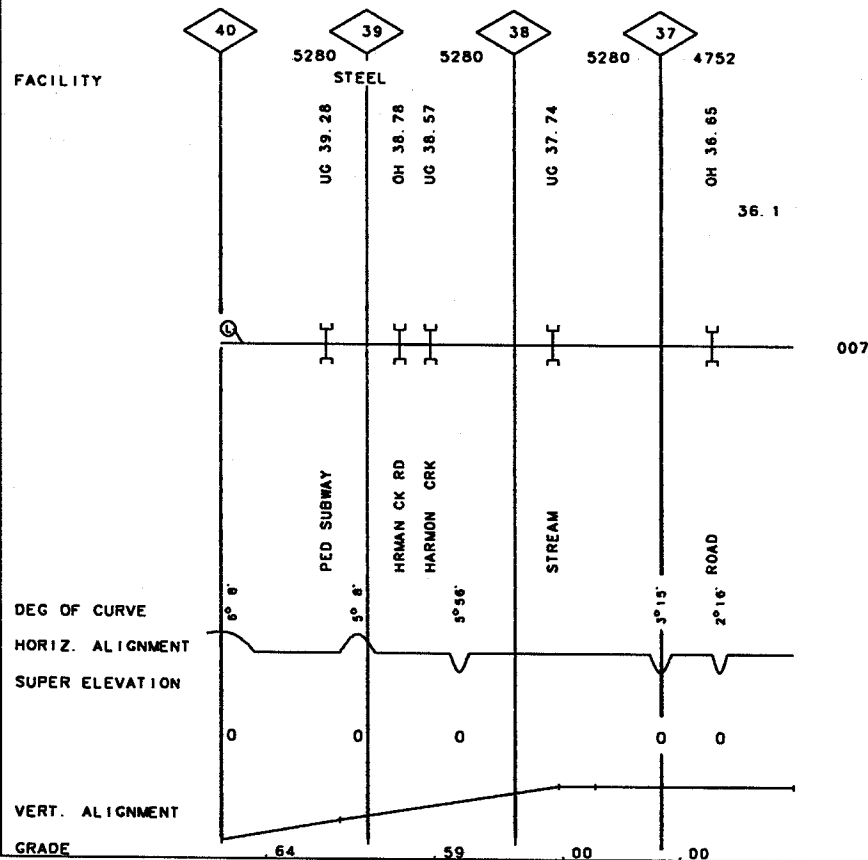 40 39 38 37
5280 5280 5280 4752
FACILITY STEEL
UG 39.28
OH 38.78
UG 38.57
UG 37.74
OH 36.65
36.1
L
007
PED SUBWAY
HRMAN CK RD
HARMON CRK
STREAM
ROAD
DEG OF CURVE
6° 8' 5° 8' 5°56' 3°15' 2°16'
HORIZ. ALIGNMENT
SUPER ELEVATION
0 0 0 0 0
VERT. ALIGNMENT
GRADE .64 .59 .00 .00